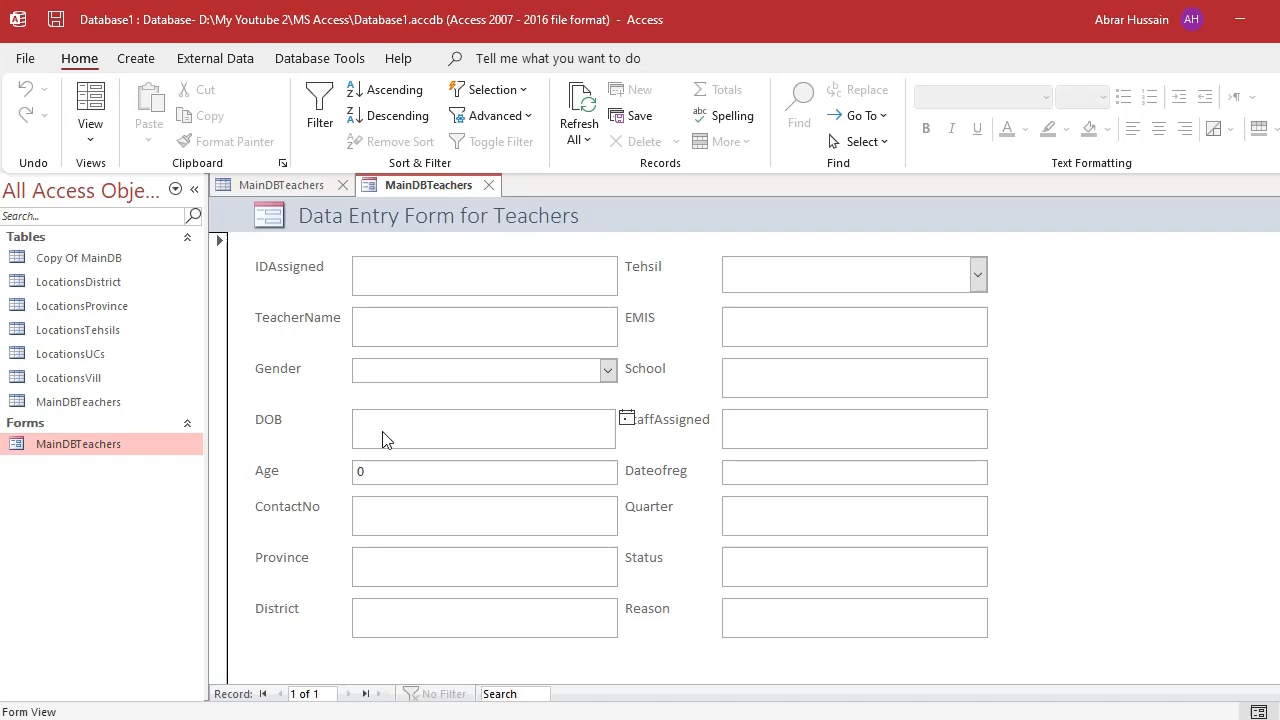 Database1 : Database- D:\My Youtube 2\MS Access\Database1.accdb (Access 2007 - 2016 file format)  -  Access
Abrar Hussain
AH
File
Home
Create
External Data
Database Tools
Help
Tell me what you want to do
Undo
View
Views
Paste
Cut
Copy
Format Painter
Clipboard
Filter
Ascending
Descending
Remove Sort
Selection
Advanced
Toggle Filter
Sort & Filter
Refresh
All
New
Save
Delete
Totals
Spelling
More
Records
Find
Replace
Go To
Select
Find
B I U A A
Text Formatting
All Access Obje...
Search...
Tables
Copy Of MainDB
LocationsDistrict
LocationsProvince
LocationsTehsils
LocationsUCs
LocationsVill
MainDBTeachers
Forms
MainDBTeachers
MainDBTeachers
MainDBTeachers
Data Entry Form for Teachers
IDAssigned
Tehsil
TeacherName
EMIS
Gender
School
DOB
taffAssigned
Age
0
Dateofreg
ContactNo
Quarter
Province
Status
District
Reason
Record:
1 of 1
No Filter
Search
Form View